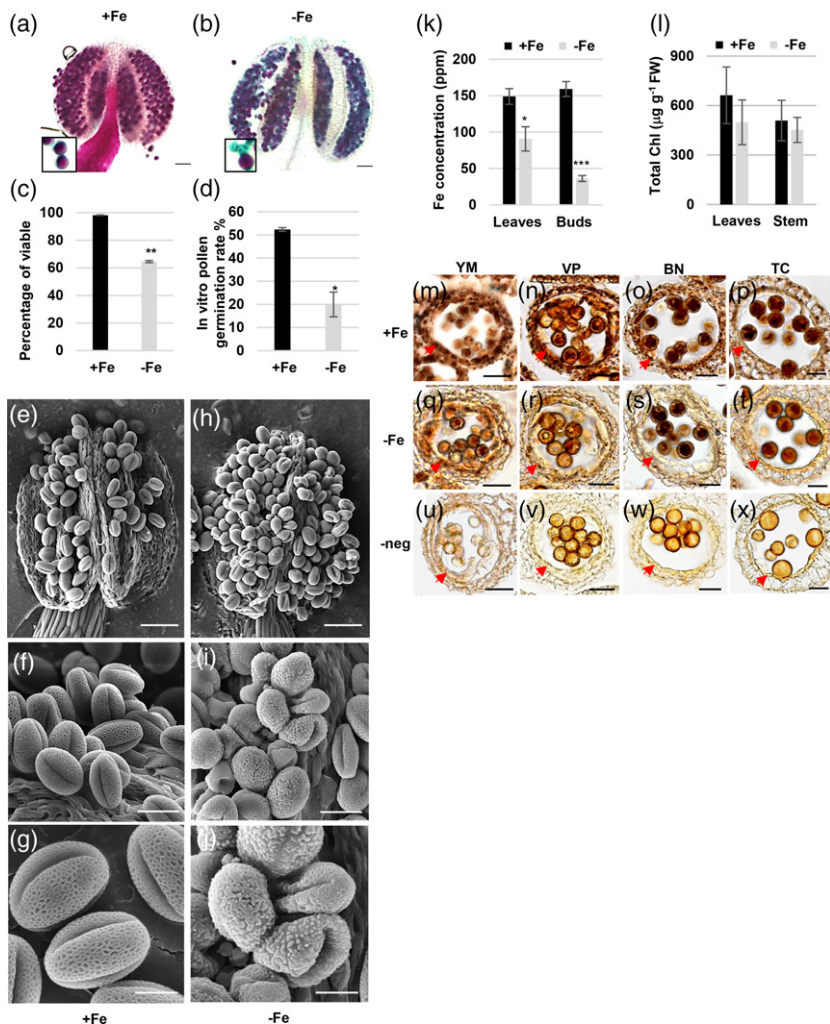 +Fe
-Fe
(a)
(b)
(c)
(d)
Percentage of viable
100
80
60
40
20
0
**
+Fe
-Fe
In vitro pollen
germination rate %
60
50
40
30
20
10
0
*
+Fe
-Fe
(e)
(h)
(f)
(i)
(g)
(j)
+Fe
-Fe
(k)
+Fe
-Fe
Fe concentration (ppm)
200
150
100
50
0
*
***
Leaves
Buds
(l)
+Fe
-Fe
Total Chl (µg g⁻¹ FW)
900
600
300
0
Leaves
Stem
YM
VP
BN
TC
+Fe
(m)
(n)
(o)
(p)
-Fe
(q)
(r)
(s)
(t)
-neg
(u)
(v)
(w)
(x)